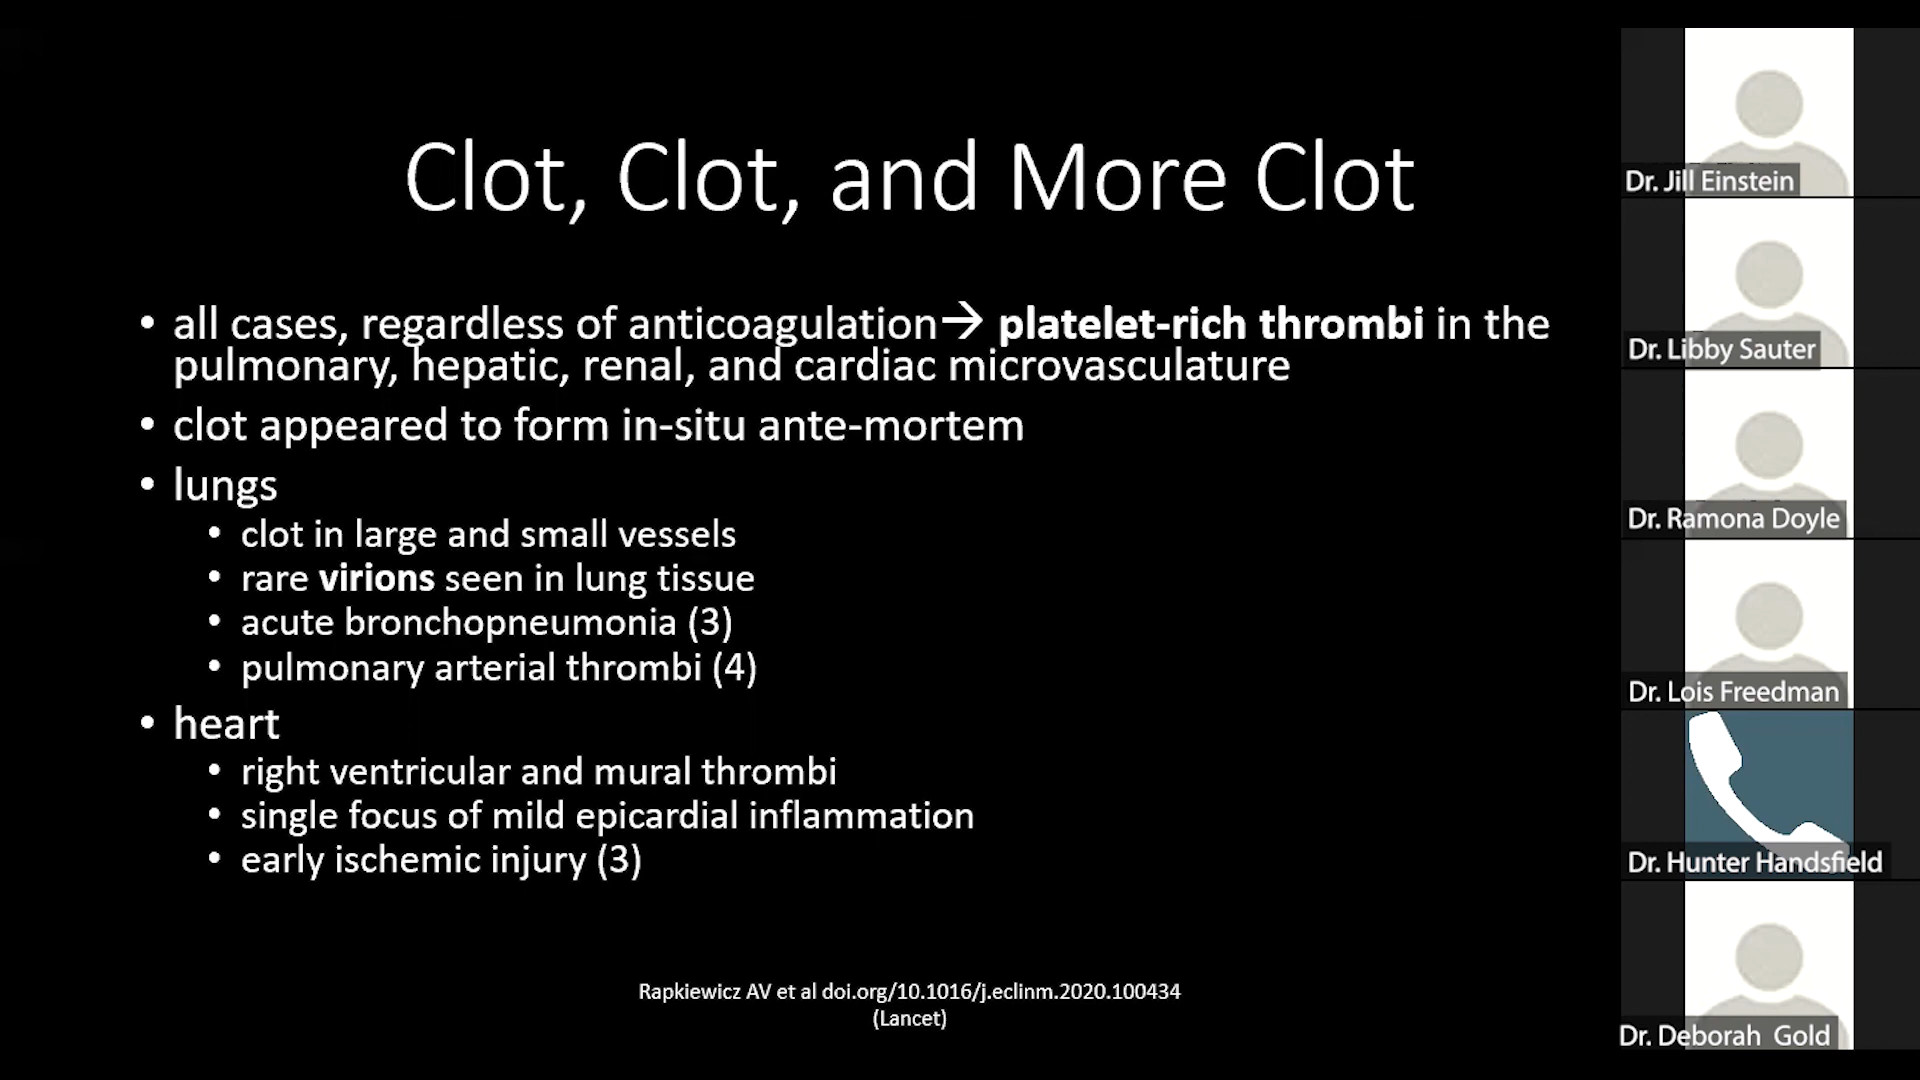 Clot, Clot, and More Clot
• all cases, regardless of anticoagulation→ platelet-rich thrombi in the
pulmonary, hepatic, renal, and cardiac microvasculature
• clot appeared to form in-situ ante-mortem
• lungs
• clot in large and small vessels
• rare virions seen in lung tissue
• acute bronchopneumonia (3)
• pulmonary arterial thrombi (4)
• heart
• right ventricular and mural thrombi
• single focus of mild epicardial inflammation
• early ischemic injury (3)
Rapkiewicz AV et al doi.org/10.1016/j.eclinm.2020.100434
(Lancet)
Dr. Jill Einstein
Dr. Libby Sauter
Dr. Ramona Doyle
Dr. Lois Freedman
Dr. Hunter Handsfield
Dr. Deborah Gold